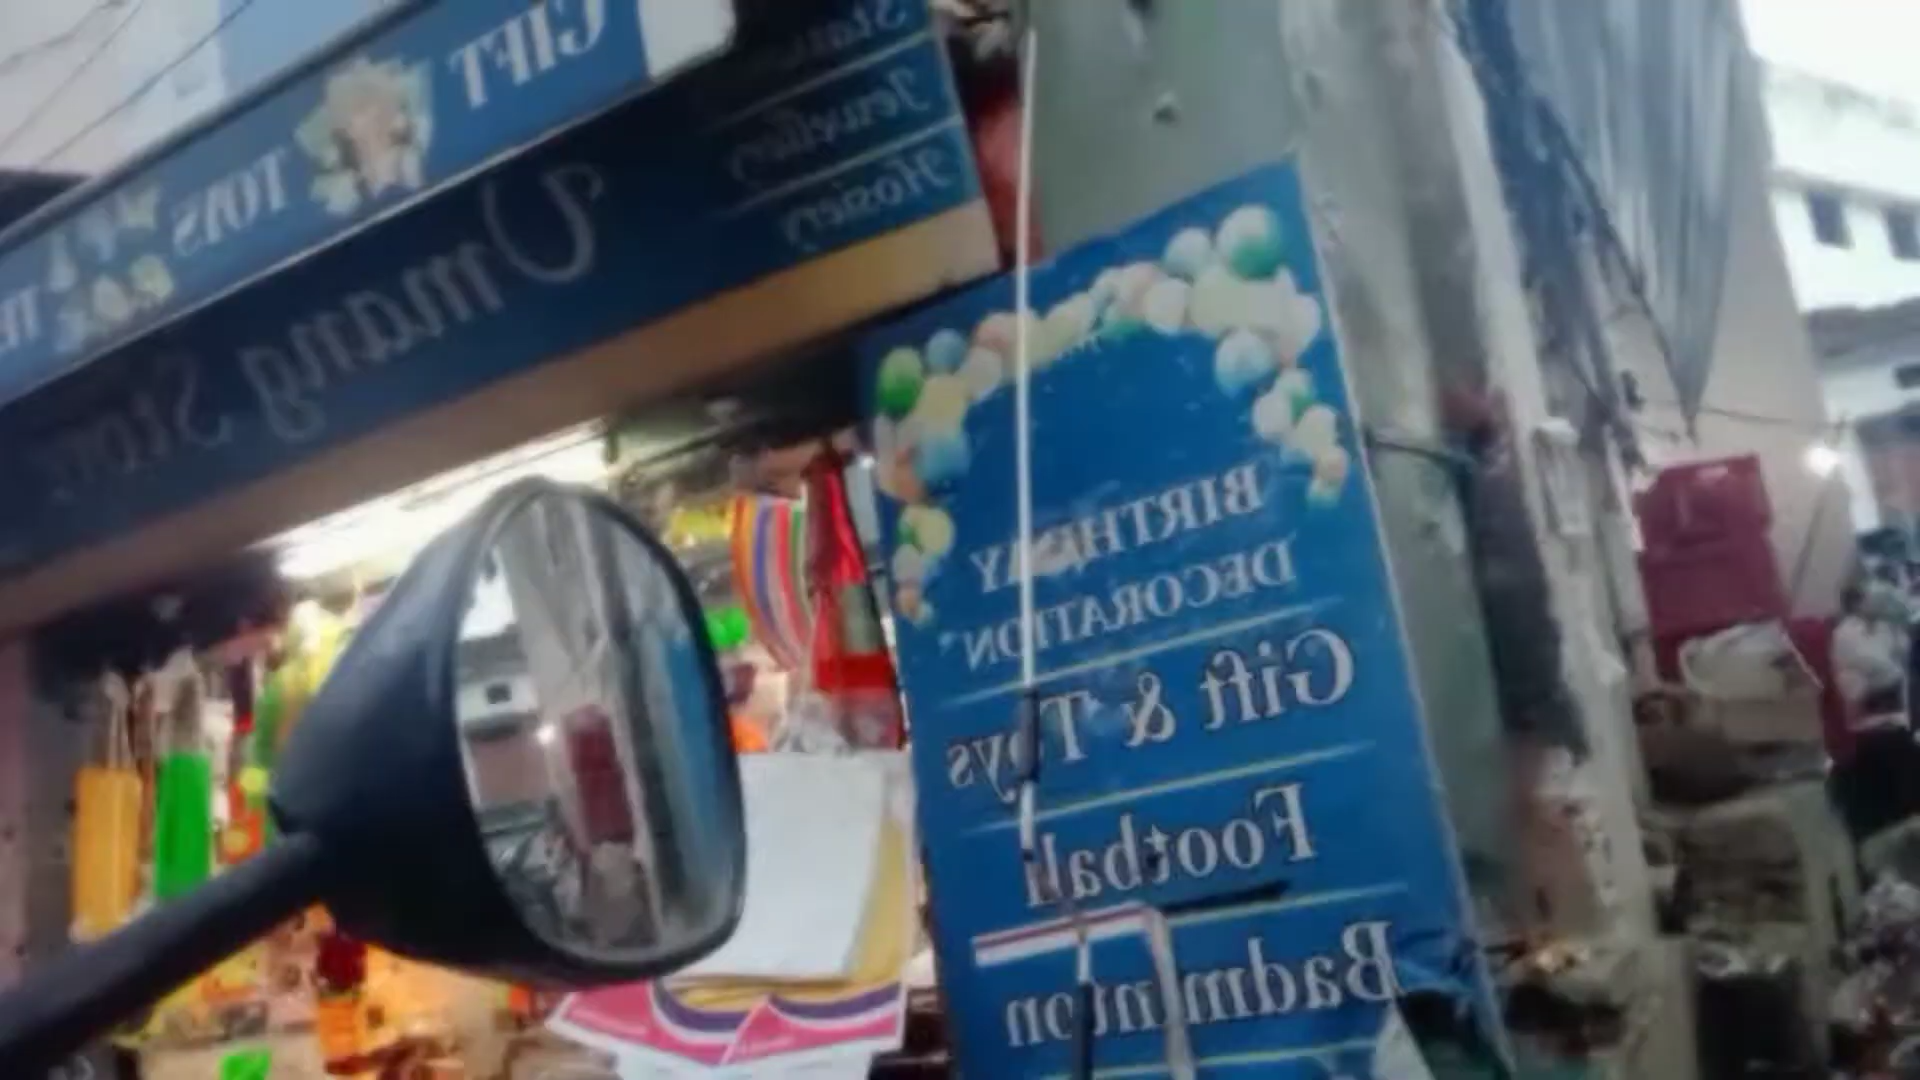 GIFT
TOYS
Umang Store
Jewellery
Hosiery
BIRTHDAY
DECORATION
Gift & Toys
Football
Badminton